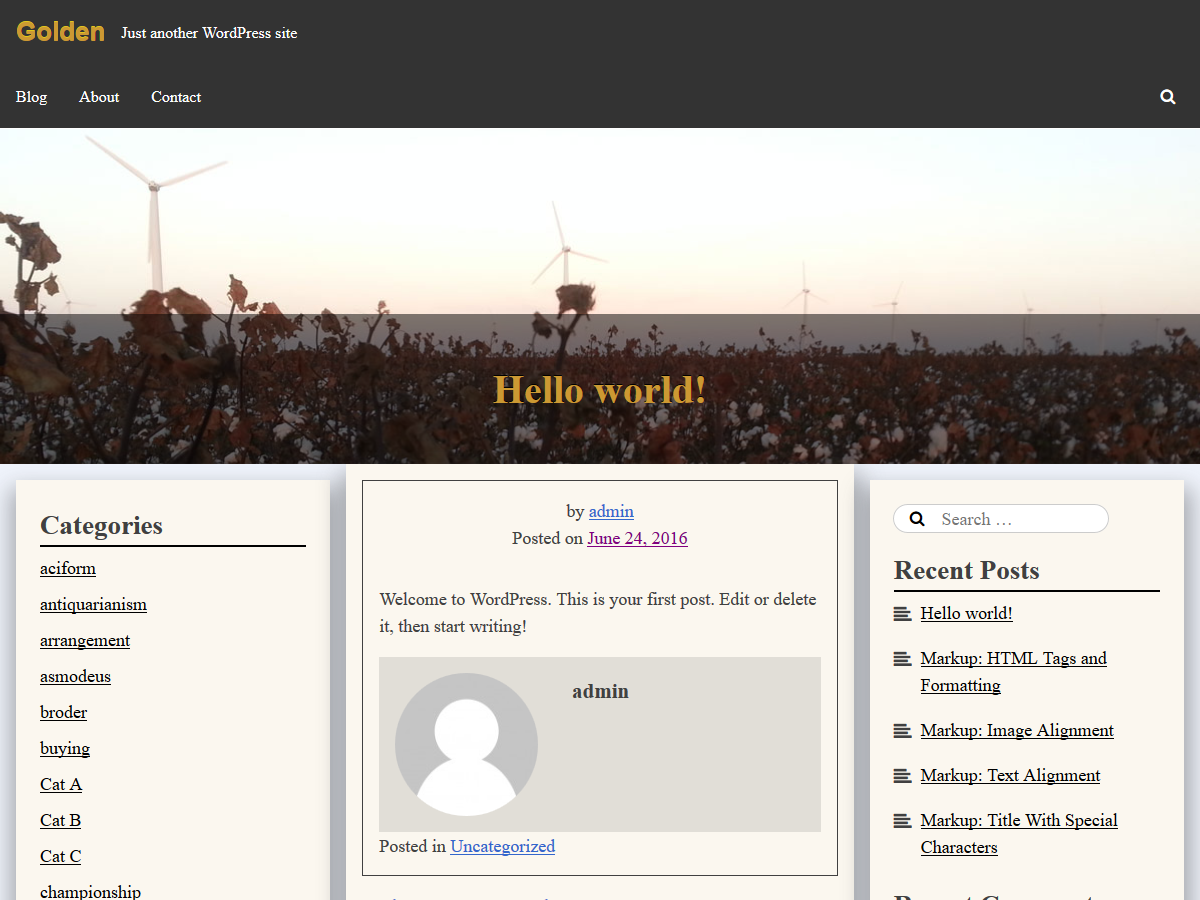 Golden
Just another WordPress site
Blog
About
Contact
Hello world!
Categories
aciform
antiquarianism
arrangement
asmodeus
broder
buying
Cat A
Cat B
Cat C
championship
by admin
Posted on June 24, 2016
Welcome to WordPress. This is your first post. Edit or delete
it, then start writing!
admin
Posted in Uncategorized
Search …
Recent Posts
Hello world!
Markup: HTML Tags and
Formatting
Markup: Image Alignment
Markup: Text Alignment
Markup: Title With Special
Characters